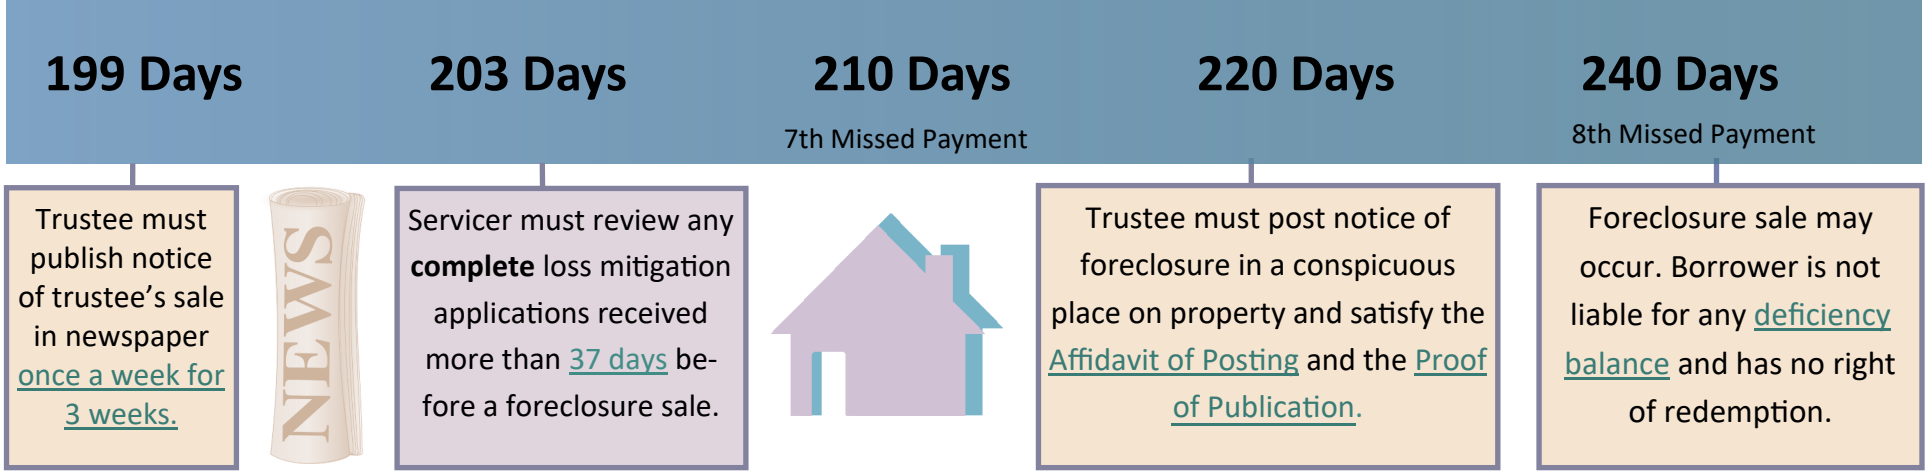 199 Days
203 Days
210 Days
7th Missed Payment
220 Days
240 Days
8th Missed Payment
Trustee must
publish notice
of trustee’s sale
in newspaper
once a week for
3 weeks.
NEWS
Servicer must review any
complete loss mitigation
applications received
more than 37 days be-
fore a foreclosure sale.
Trustee must post notice of
foreclosure in a conspicuous
place on property and satisfy the
Affidavit of Posting and the Proof
of Publication.
Foreclosure sale may
occur. Borrower is not
liable for any deficiency
balance and has no right
of redemption.